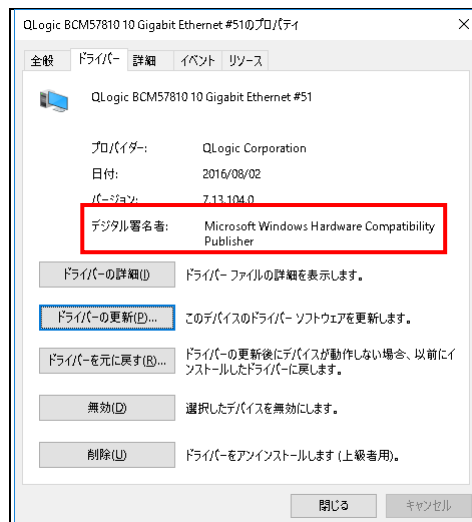 QLogic BCM57810 10 Gigabit Ethernet #51のプロパティ
全般 ドライバー 詳細 イベント リソース
QLogic BCM57810 10 Gigabit Ethernet #51
プロバイダー: QLogic Corporation
日付: 2016/08/02
バージョン: 7.13.104.0
デジタル署名者: Microsoft Windows Hardware Compatibility
Publisher
ドライバーの詳細(I) ドライバー ファイルの詳細を表示します。
ドライバーの更新(P)... このデバイスのドライバー ソフトウェアを更新します。
ドライバーを元に戻す(R)... ドライバーの更新後にデバイスが動作しない場合、以前にイ
ンストールしたドライバーに戻します。
無効(D) 選択したデバイスを無効にします。
削除(U) ドライバーをアンインストールします (上級者用)。
閉じる キャンセル